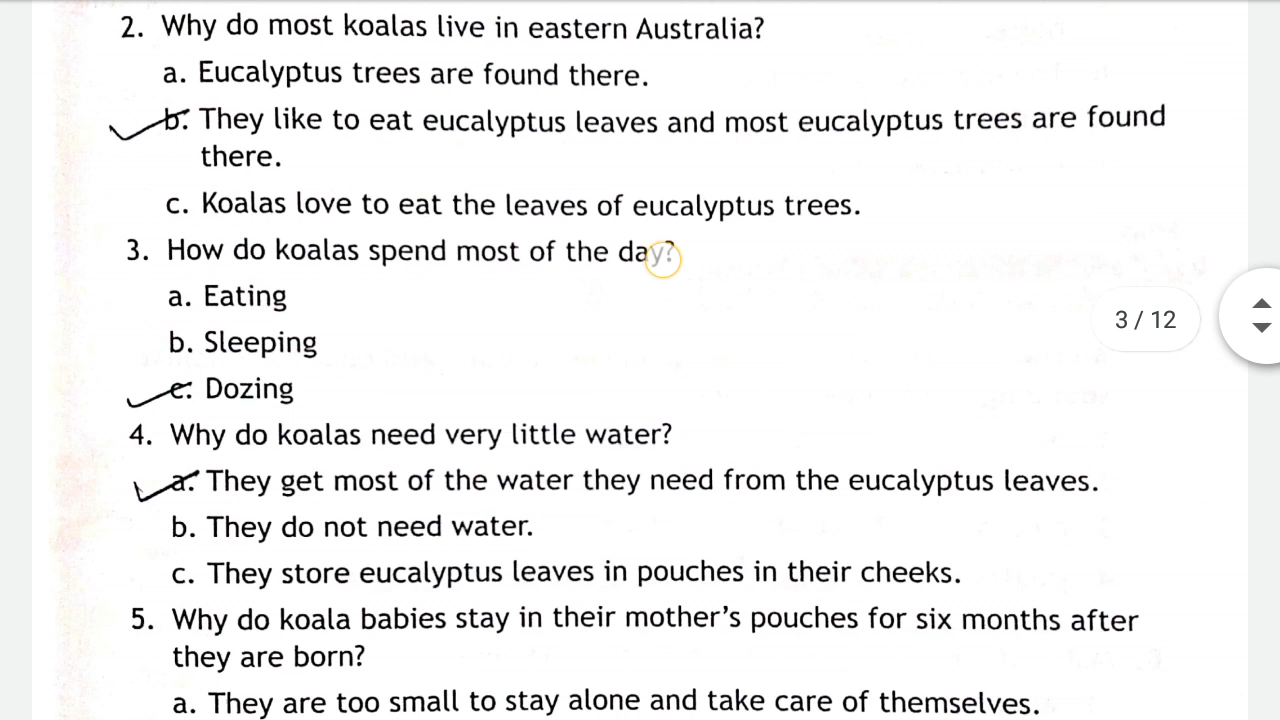 2. Why do most koalas live in eastern Australia?
a. Eucalyptus trees are found there.
b. They like to eat eucalyptus leaves and most eucalyptus trees are found
there.
c. Koalas love to eat the leaves of eucalyptus trees.
3. How do koalas spend most of the day?
a. Eating
b. Sleeping
3 / 12
c. Dozing
4. Why do koalas need very little water?
a. They get most of the water they need from the eucalyptus leaves.
b. They do not need water.
c. They store eucalyptus leaves in pouches in their cheeks.
5. Why do koala babies stay in their mother's pouches for six months after
they are born?
a. They are too small to stay alone and take care of themselves.